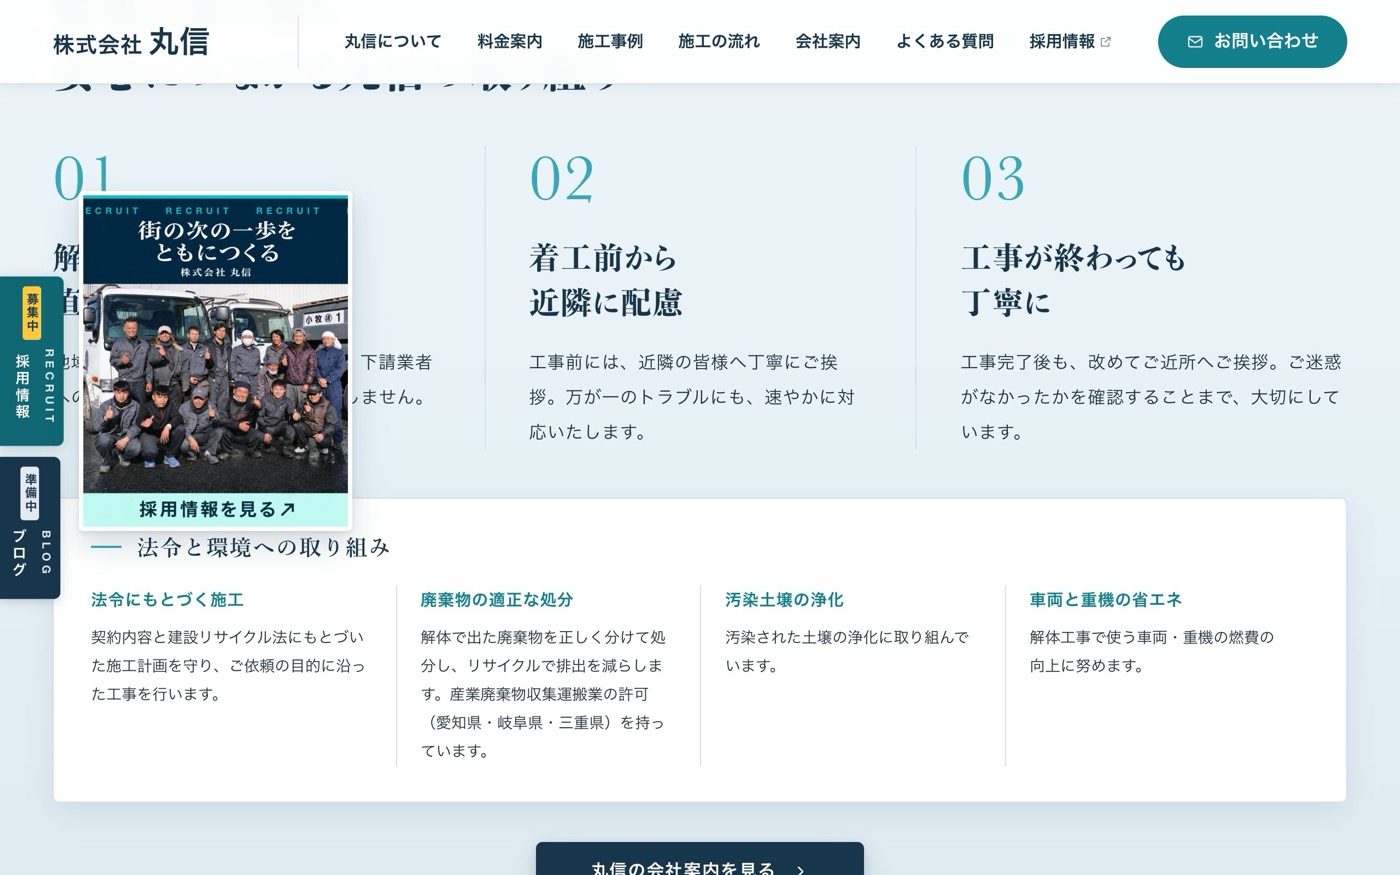 株式会社 丸信
丸信について
料金案内
施工事例
施工の流れ
会社案内
よくある質問
採用情報
お問い合わせ
01
02
着工前から
近隣に配慮
工事前には、近隣の皆様へ丁寧にご挨
拶。万が一のトラブルにも、速やかに対
応いたします。
03
工事が終わっても
丁寧に
工事完了後も、改めてご近所へご挨拶。ご迷惑
がなかったかを確認することまで、大切にして
います。
解
下請業者
しません。
ECRUIT RECRUIT RECRUIT
街の次の一歩を
ともにつくる
株式会社 丸信
小牧 1
採用情報を見る↗
募集中
採用情報
RECRUIT
準備中
ブログ
BLOG
法令と環境への取り組み
法令にもとづく施工
契約内容と建設リサイクル法にもとづい
た施工計画を守り、ご依頼の目的に沿っ
た工事を行います。
廃棄物の適正な処分
解体で出た廃棄物を正しく分けて処
分し、リサイクルで排出を減らしま
す。産業廃棄物収集運搬業の許可
（愛知県・岐阜県・三重県）を持っ
ています。
汚染土壌の浄化
汚染された土壌の浄化に取り組んで
います。
車両と重機の省エネ
解体工事で使う車両・重機の燃費の
向上に努めます。
丸信の会社案内を見る